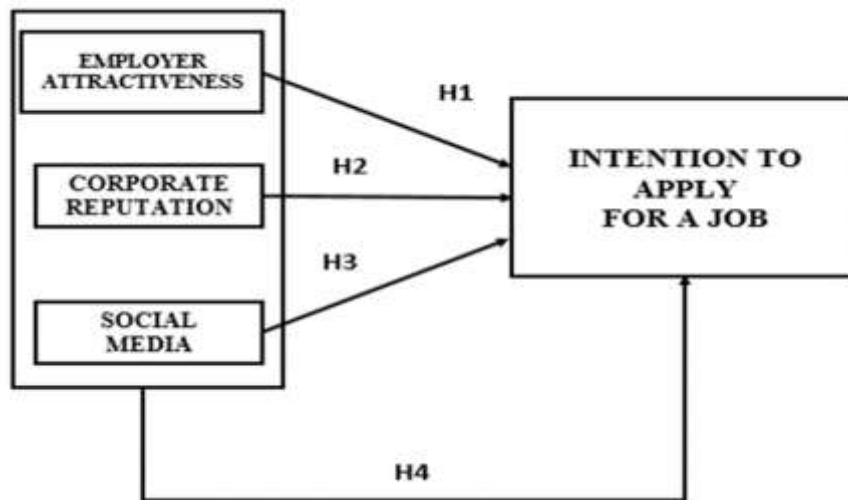 EMPLOYER
ATTRACTIVENESS
H1
CORPORATE
REPUTATION
H2
INTENTION TO
APPLY
FOR A JOB
H3
SOCIAL
MEDIA
H4